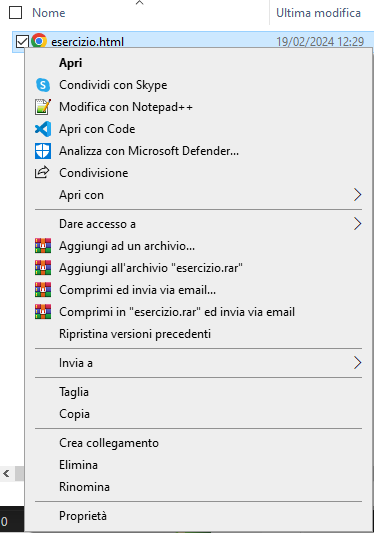 Nome Ultima modifica
esercizio.html 19/02/2024 12:29
Apri
Condividi con Skype
Modifica con Notepad++
Apri con Code
Analizza con Microsoft Defender...
Condivisione
Apri con
Dare accesso a
Aggiungi ad un archivio...
Aggiungi all'archivio "esercizio.rar"
Comprimi ed invia via email...
Comprimi in "esercizio.rar" ed invia via email
Ripristina versioni precedenti
Invia a
Taglia
Copia
Crea collegamento
Elimina
Rinomina
Proprietà
0